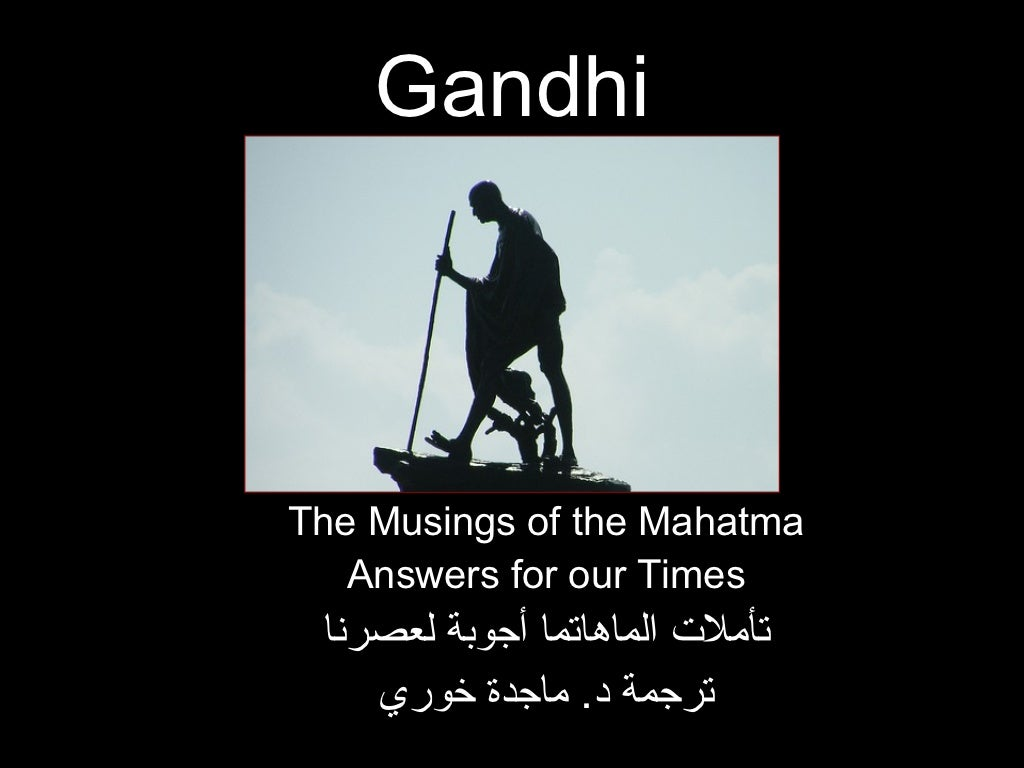 Gandhi
The Musings of the Mahatma
Answers for our Times
تأملات الماهاتما أجوبة لعصرنا
ترجمة د. ماجدة خوري